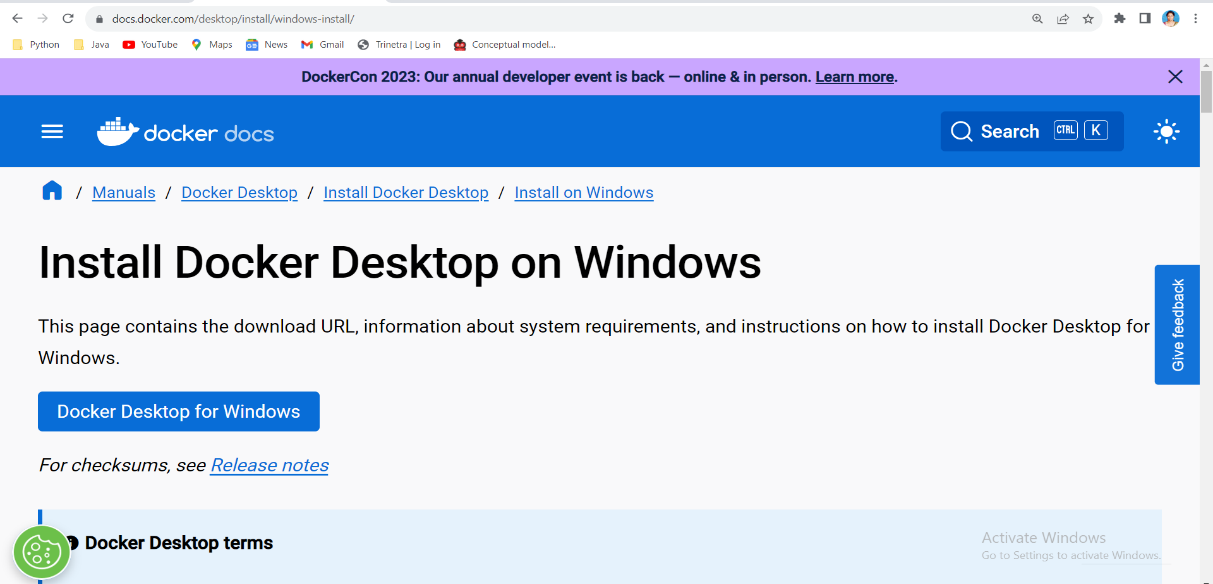 docs.docker.com/desktop/install/windows-install/
Python Java YouTube Maps News Gmail Trinetra | Log in Conceptual model...
DockerCon 2023: Our annual developer event is back — online & in person. Learn more.
docker docs
Search CTRL K
/ Manuals / Docker Desktop / Install Docker Desktop / Install on Windows
Install Docker Desktop on Windows
This page contains the download URL, information about system requirements, and instructions on how to install Docker Desktop for
Windows.
Give feedback
Docker Desktop for Windows
For checksums, see Release notes
Docker Desktop terms
Activate Windows
Go to Settings to activate Windows.